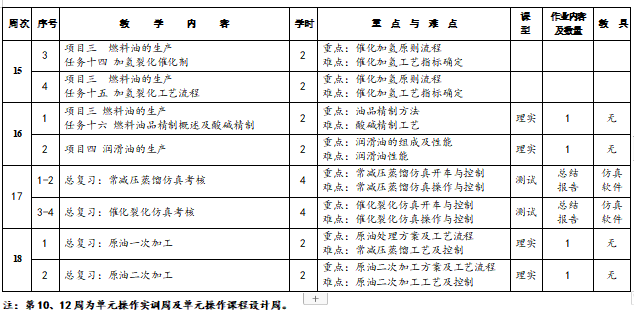 周次 序号 教 学 内 容 学时 重 点 与 难 点 课型 作业内容及数量 教 具
15 3 项目三 燃料油的生产 2 重点：催化加氢原则流程
任务十四 加氢裂化催化制 难点：催化加氢工艺指标确定
4 项目三 燃料油的生产 2 重点：催化加氢原则流程
任务十五 加氢裂化工艺流程 难点：催化加氢工艺指标确定
16 1 项目三 燃料油的生产 2 重点：油品精制方法 理实 1 无
任务十六 燃料油品精制概述及酸碱精制 难点：酸碱精制工艺
2 项目四 润滑油的生产 2 重点：润滑油的组成及性能 理实 1 无
难点：润滑油性能
17 1-2 总复习：常减压蒸馏仿真考核 4 重点：常减压蒸馏仿真开车与控制 测试 总结报告 仿真软件
难点：常减压蒸馏仿真操作与控制
3-4 总复习：催化裂化仿真考核 4 重点：催化裂化仿真开车与控制 测试 总结报告 仿真软件
难点：催化裂化仿真操作与控制
18 1 总复习：原油一次加工 2 重点：原油处理方案及工艺流程 理实 1 无
难点：常减压蒸馏工艺及控制
2 总复习：原油二次加工 2 重点：原油二次加工方案及工艺流程 理实 1 无
难点：原油二次加工工艺及控制
注：第10、12周为单元操作实训周及单元操作课程设计周。